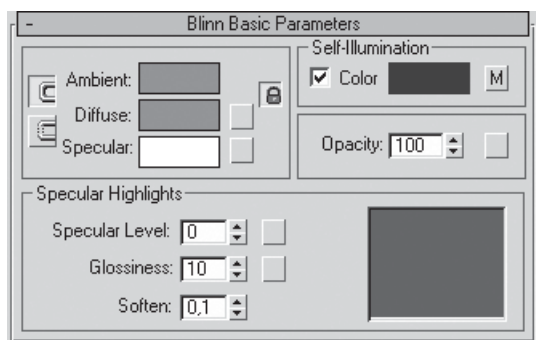 - Blinn Basic Parameters
Self-Illumination
Ambient:
Color M
Diffuse:
Specular:
Opacity: 100
Specular Highlights
Specular Level: 0
Glossiness: 10
Soften: 0,1